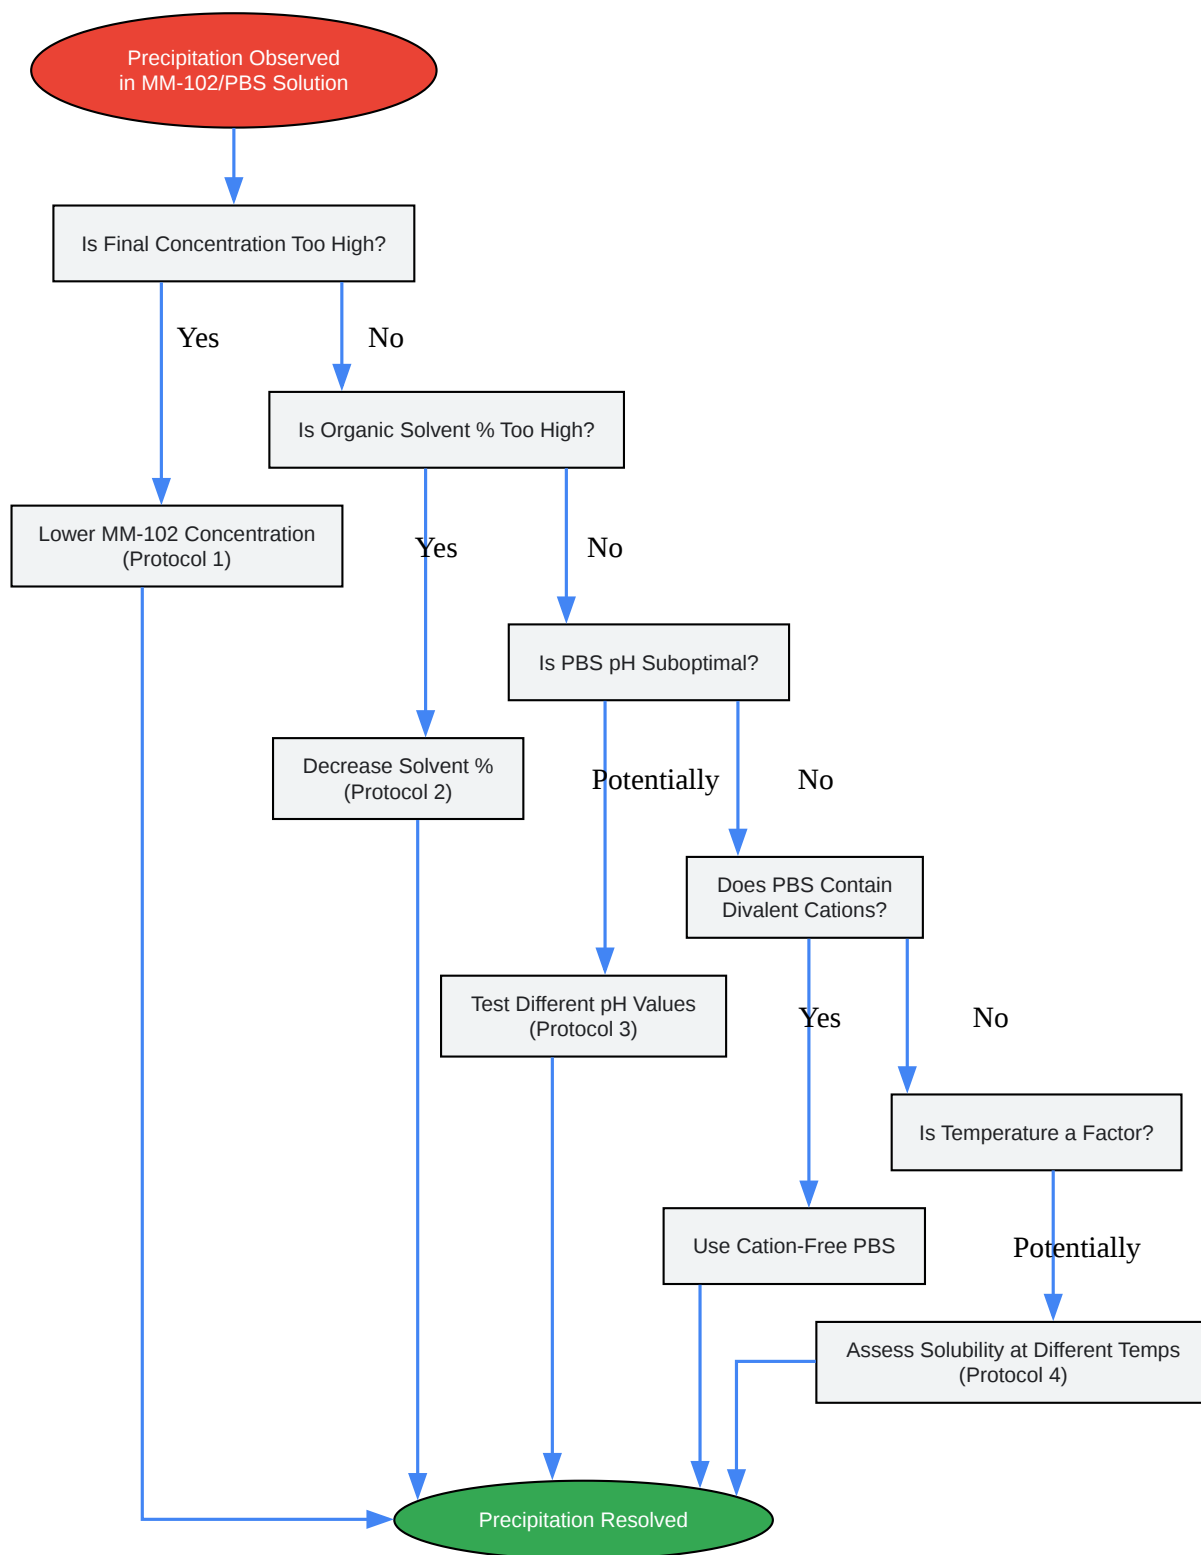 Precipitation Observed
in MM-102/PBS Solution
Is Final Concentration Too High?
Yes
No
Is Organic Solvent % Too High?
Lower MM-102 Concentration
(Protocol 1)
Yes
No
Is PBS pH Suboptimal?
Decrease Solvent %
(Protocol 2)
Potentially
No
Does PBS Contain
Divalent Cations?
Test Different pH Values
(Protocol 3)
Yes
No
Is Temperature a Factor?
Use Cation-Free PBS
Potentially
Assess Solubility at Different Temps
(Protocol 4)
Precipitation Resolved